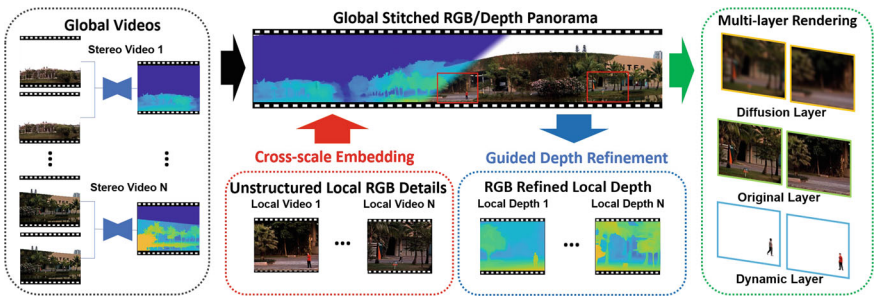 Global Videos
Stereo Video 1
Stereo Video N
Global Stitched RGB/Depth Panorama
Cross-scale Embedding
Guided Depth Refinement
Unstructured Local RGB Details
Local Video 1
Local Video N
RGB Refined Local Depth
Local Depth 1
Local Depth N
Multi-layer Rendering
Diffusion Layer
Original Layer
Dynamic Layer